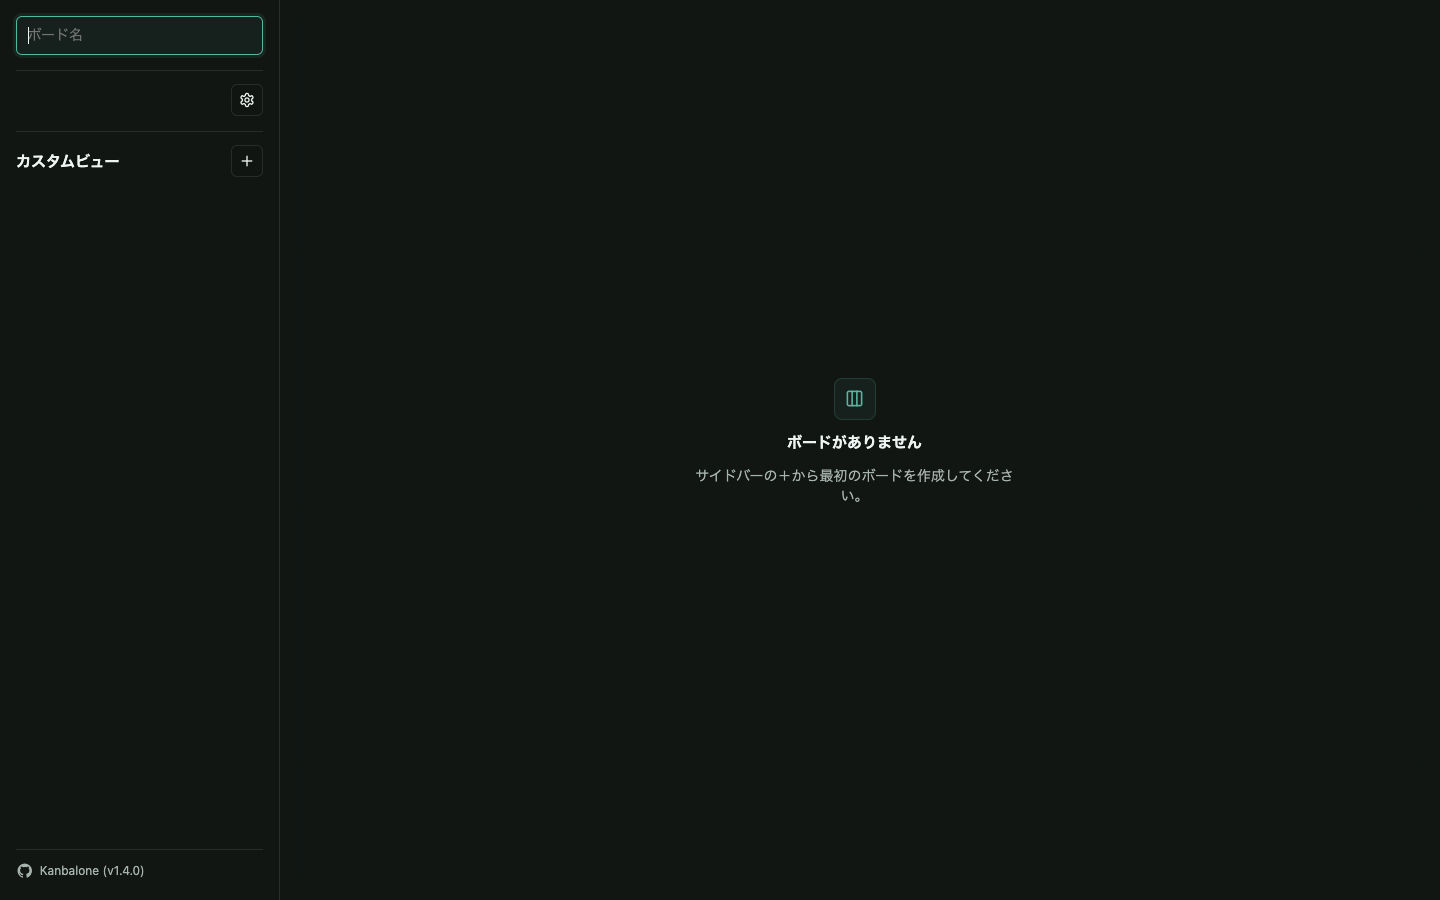 ボード名
カスタムビュー
ボードがありません
サイドバーの＋から最初のボードを作成してくださ
い。
Kanbalone (v1.4.0)